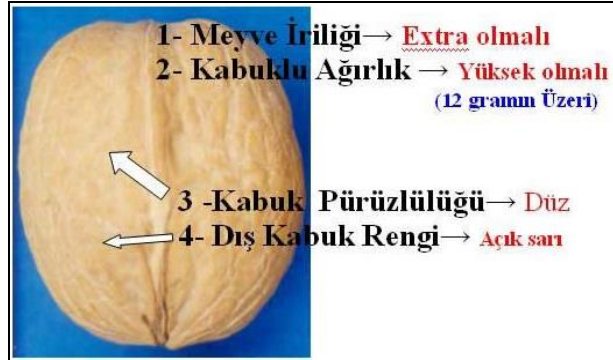 1- Meyve İriliği→ Extra olmalı
2- Kabuklu Ağırlık → Yüksek olmalı
(12 gramın Üzeri)
3 -Kabuk Pürüzlülüğü→ Düz
4- Dış Kabuk Rengi→ Açık sarı